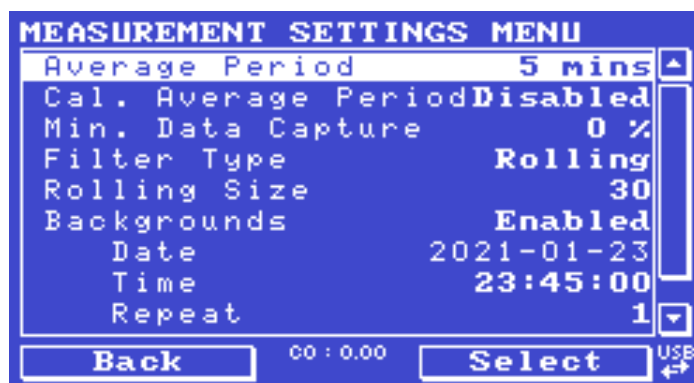 MEASUREMENT SETTINGS MENU
Average Period 5 mins
Cal. Average Period Disabled
Min. Data Capture 0 %
Filter Type Rolling
Rolling Size 30
Backgrounds Enabled
Date 2021-01-23
Time 23:45:00
Repeat 1
Back CO : 0.00 Select USB